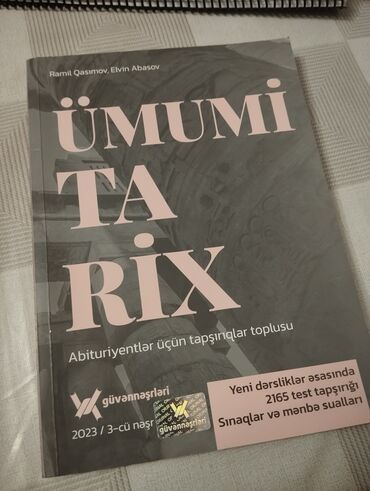 Ramil Qasımov, Elvin Abasov
ÜMUMİ
TA
RİX
Abituriyentlər üçün tapşırıqlar toplusu
güvənnəşrləri
2023 / 3-cü nəşr
güvənnəşrləri
Yeni dərsliklər əsasında
2165 test tapşırığı
Sınaqlar və mənbə sualları